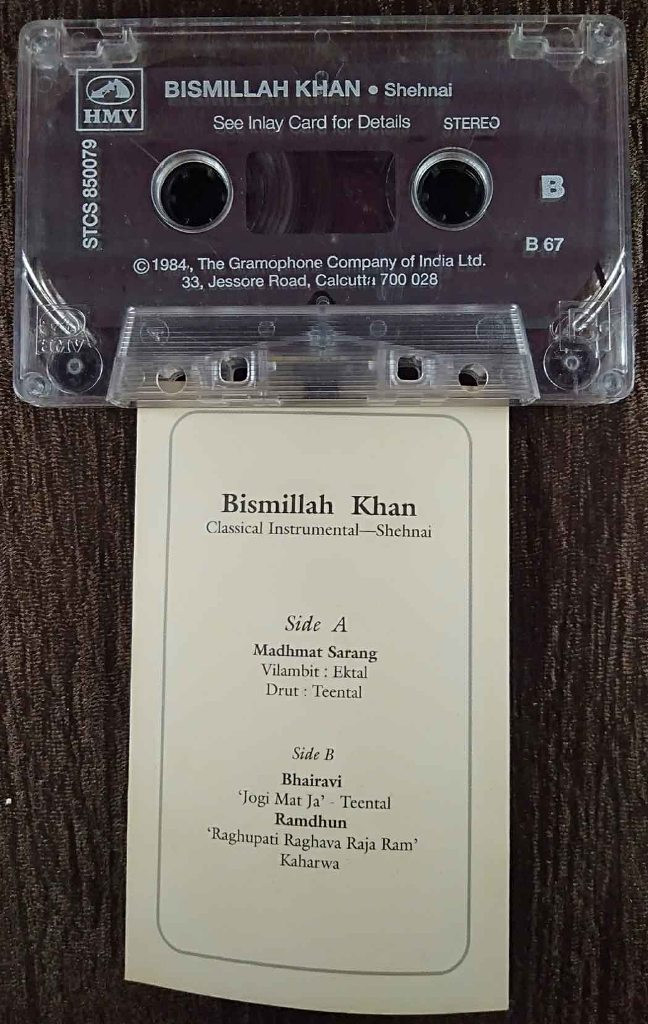 HMV
BISMILLAH KHAN • Shehnai
See Inlay Card for Details STEREO
STCS 850079
B
B 67
© 1984, The Gramophone Company of India Ltd.
33, Jessore Road, Calcutta 700 028
HMV
Bismillah Khan
Classical Instrumental—Shehnai
Side A
Madhmat Sarang
Vilambit : Ektal
Drut : Teental
Side B
Bhairavi
'Jogi Mat Ja' - Teental
Ramdhun
'Raghupati Raghava Raja Ram'
Kaharwa